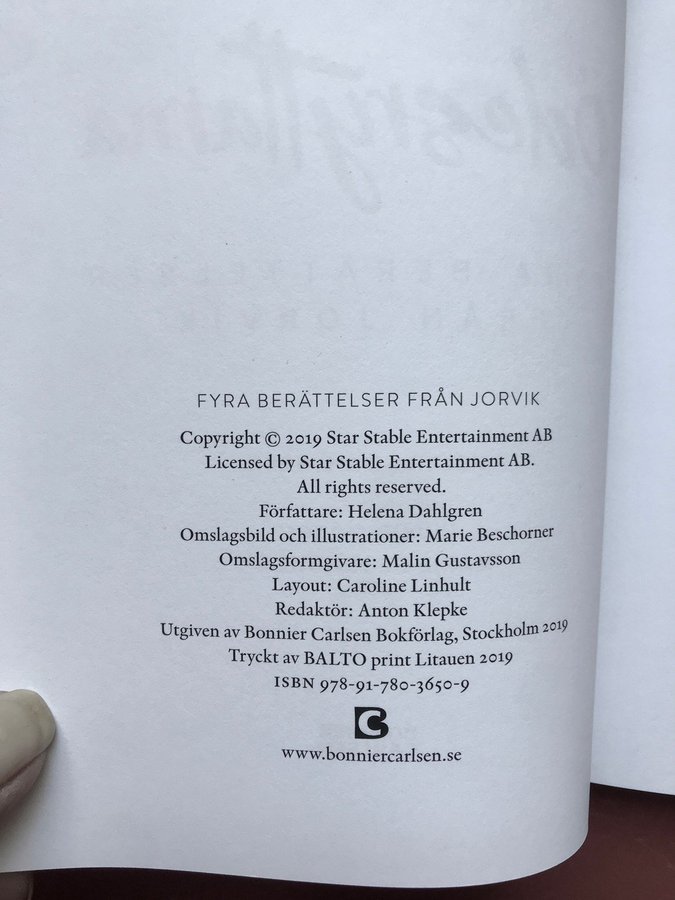 FYRA BERÄTTELSER FRÅN JORVIK
Copyright © 2019 Star Stable Entertainment AB
Licensed by Star Stable Entertainment AB.
All rights reserved.
Författare: Helena Dahlgren
Omslagsbild och illustrationer: Marie Beschorner
Omslagsformgivare: Malin Gustavsson
Layout: Caroline Linhult
Redaktör: Anton Klepke
Utgiven av Bonnier Carlsen Bokförlag, Stockholm 2019
Tryckt av BALTO print Litauen 2019
ISBN 978-91-780-3650-9
www.bonniercarlsen.se